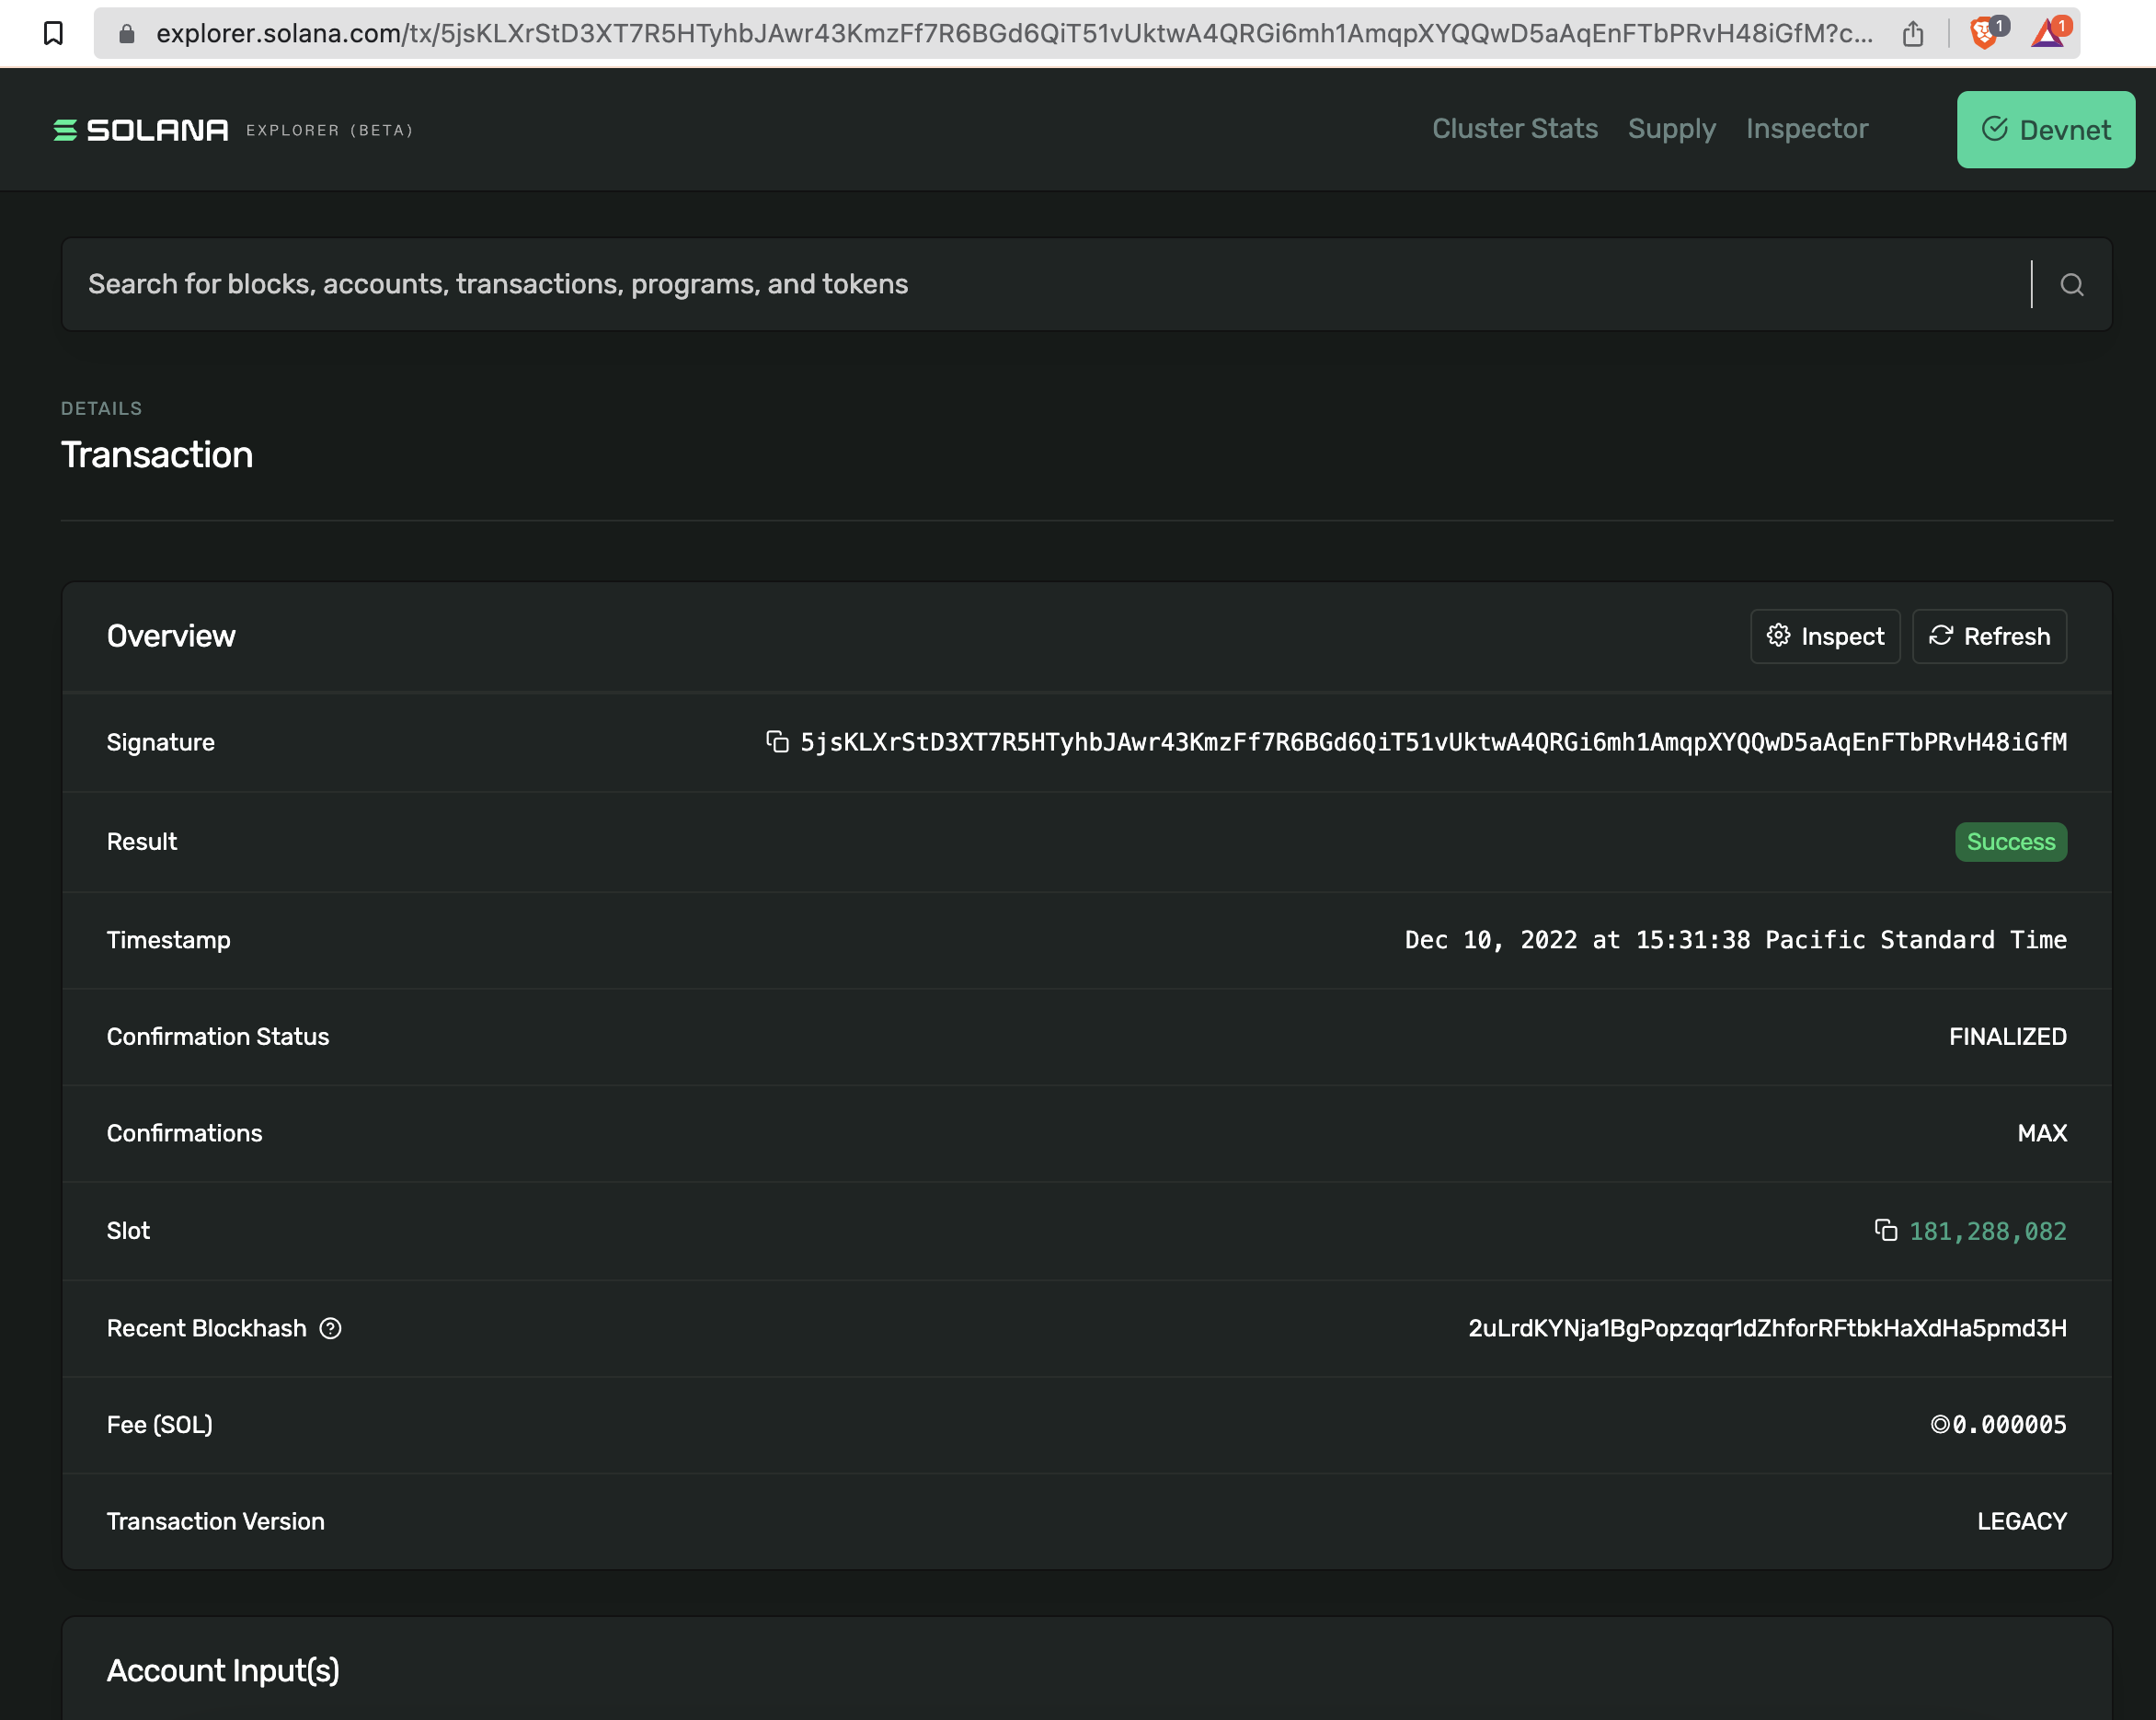 explorer.solana.com/tx/5jsKLXrStD3XT7R5HTyhbJAwr43KmzFf7R6BGd6QiT51vUktwA4QRGi6mh1AmqpXYQQwD5aAqEnFTbPRvH48iGfM?c... 1 1
SOLANA EXPLORER (BETA) Cluster Stats Supply Inspector Devnet
Search for blocks, accounts, transactions, programs, and tokens
DETAILS
Transaction
Overview Inspect Refresh
Signature 5jsKLXrStD3XT7R5HTyhbJAwr43KmzFf7R6BGd6QiT51vUktwA4QRGi6mh1AmqpXYQQwD5aAqEnFTbPRvH48iGfM
Result Success
Timestamp Dec 10, 2022 at 15:31:38 Pacific Standard Time
Confirmation Status FINALIZED
Confirmations MAX
Slot 181,288,082
Recent Blockhash 2uLrdKYNja1BgPopzqqr1dZhforRFtbkHaXdHa5pmd3H
Fee (SOL) ◎0.000005
Transaction Version LEGACY
Account Input(s)